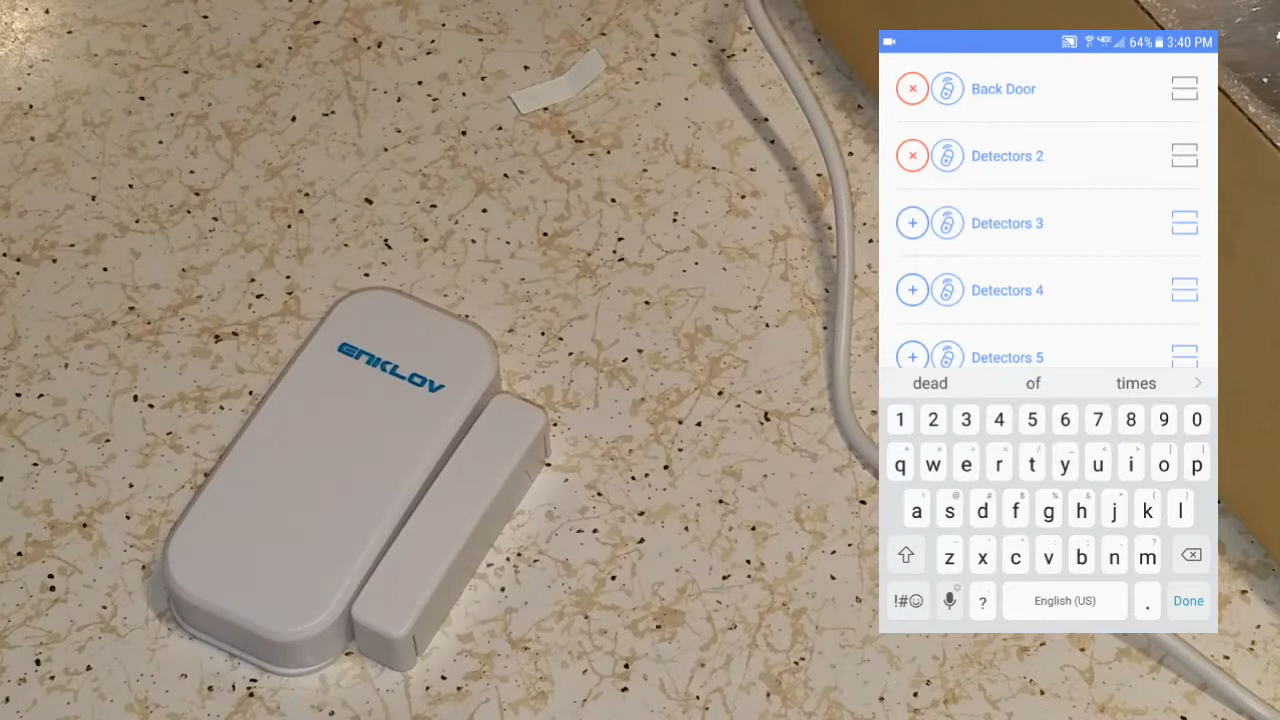 ENKLOV
64% 3:40 PM
Back Door
Detectors 2
Detectors 3
Detectors 4
Detectors 5
dead of times
1 2 3 4 5 6 7 8 9 0
q w e r t y u i o p
a s d f g h j k l
z x c v b n m
!#☺ ? English (US) . Done